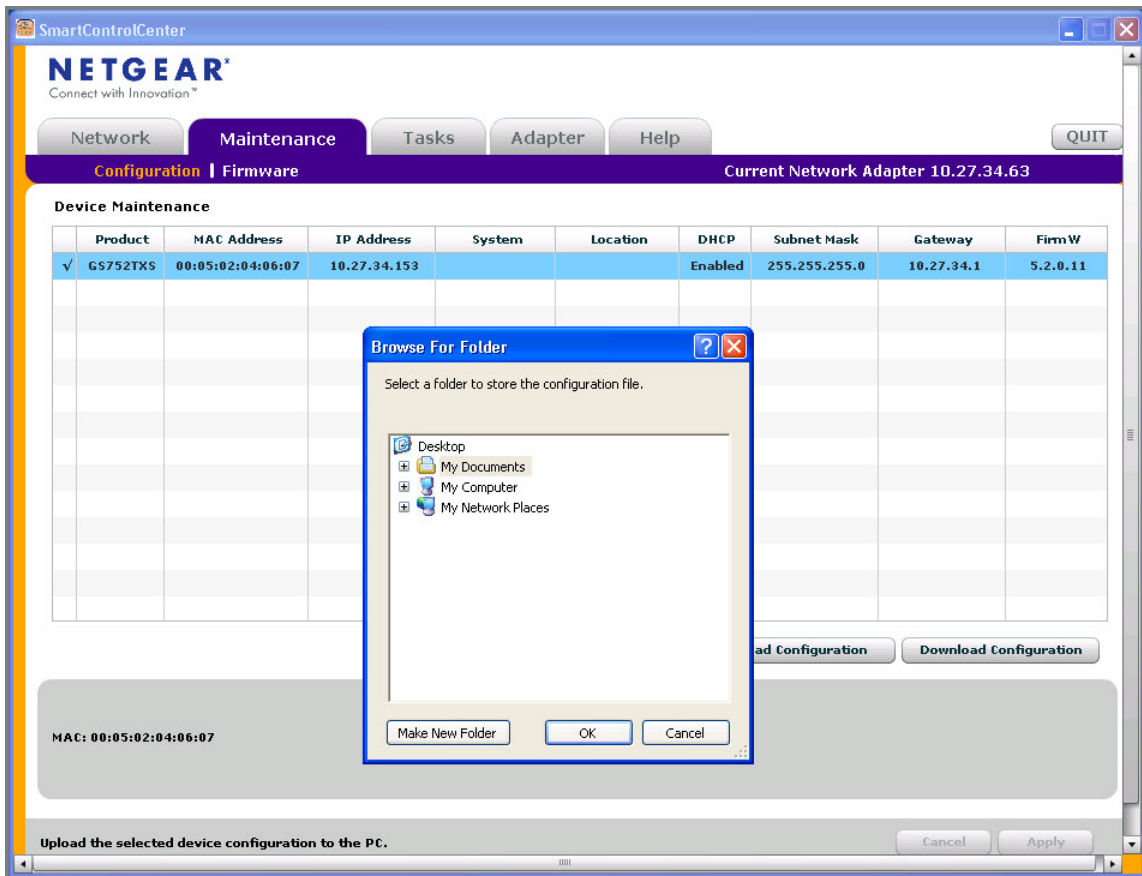 SmartControlCenter
NETGEAR®
Connect with Innovation™
Network Maintenance Tasks Adapter Help QUIT
Configuration | Firmware Current Network Adapter 10.27.34.63
Device Maintenance
Product MAC Address IP Address System Location DHCP Subnet Mask Gateway FirmW
√ GS752TXS 00:05:02:04:06:07 10.27.34.153 Enabled 255.255.255.0 10.27.34.1 5.2.0.11
Browse For Folder
Select a folder to store the configuration file.
Desktop
My Documents
My Computer
My Network Places
ad Configuration Download Configuration
Make New Folder OK Cancel
MAC: 00:05:02:04:06:07
Upload the selected device configuration to the PC. Cancel Apply